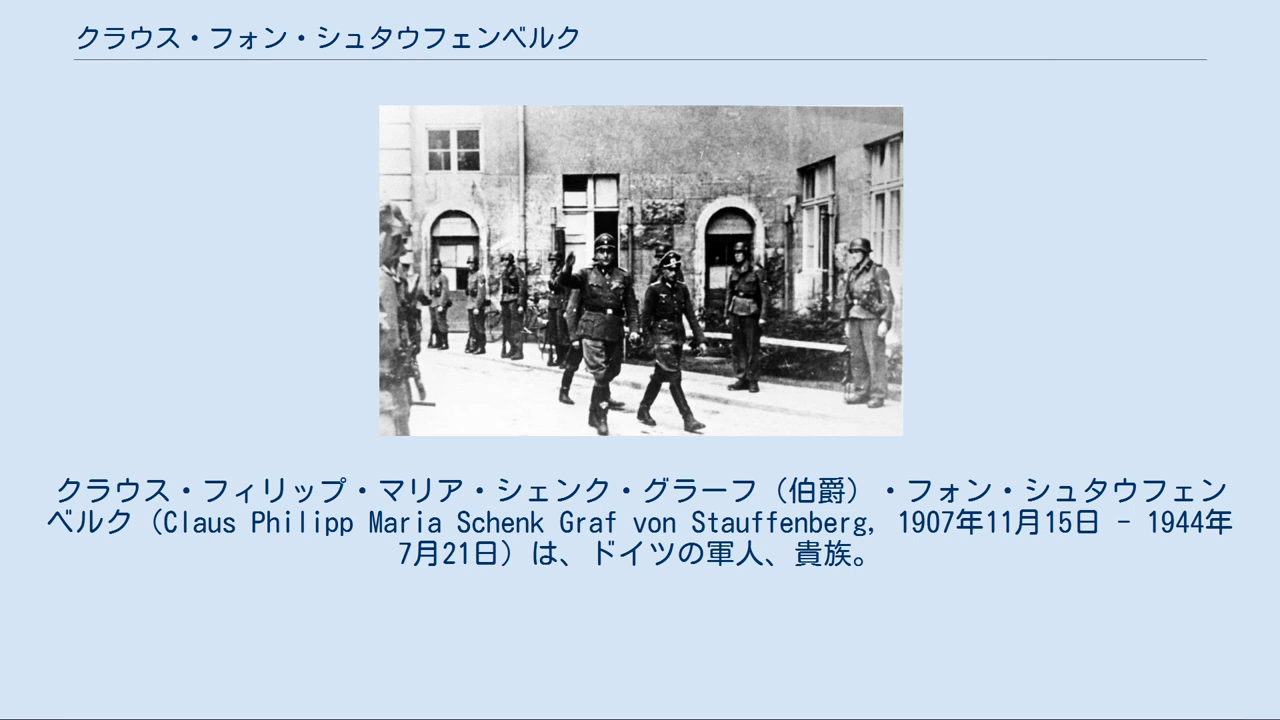 クラウス・フォン・シュタウフェンベルク
クラウス・フィリップ・マリア・シェンク・グラーフ（伯爵）・フォン・シュタウフェン
ベルク（Claus Philipp Maria Schenk Graf von Stauffenberg, 1907年11月15日 - 1944年
7月21日）は、ドイツの軍人、貴族。